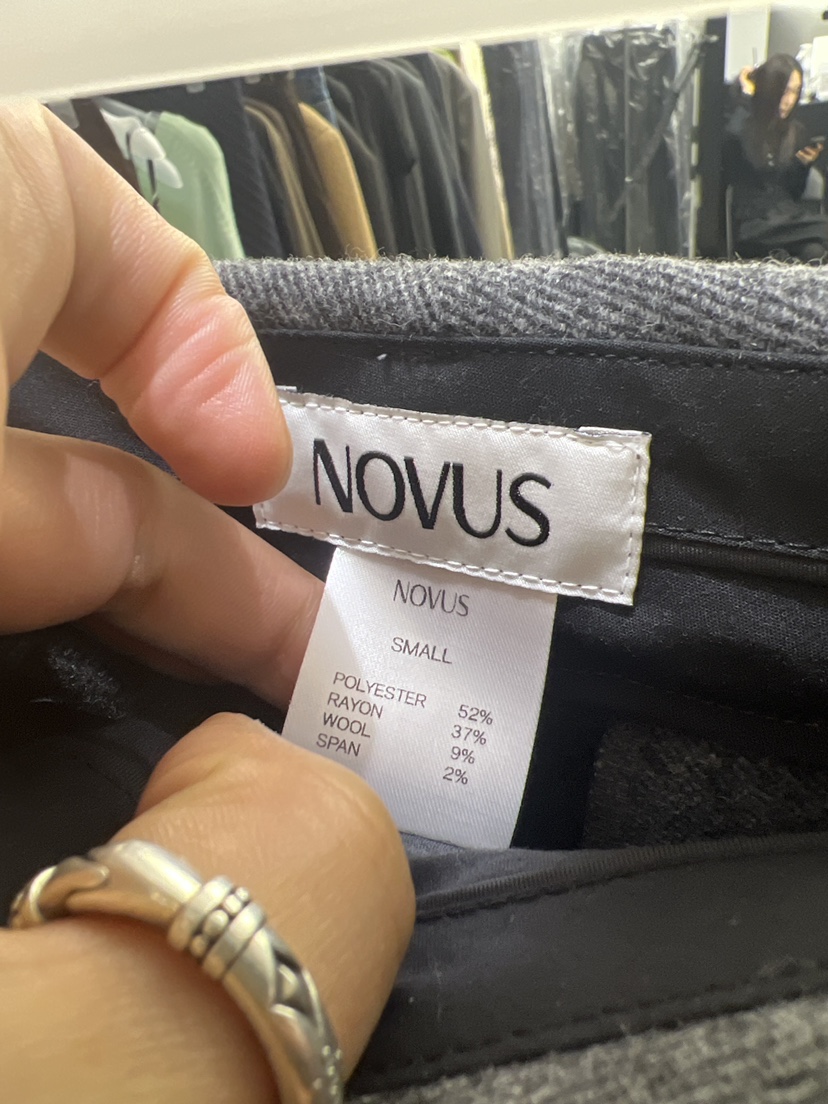 NOVUS
NOVUS
SMALL
POLYESTER 52%
RAYON 37%
WOOL 9%
SPAN 2%